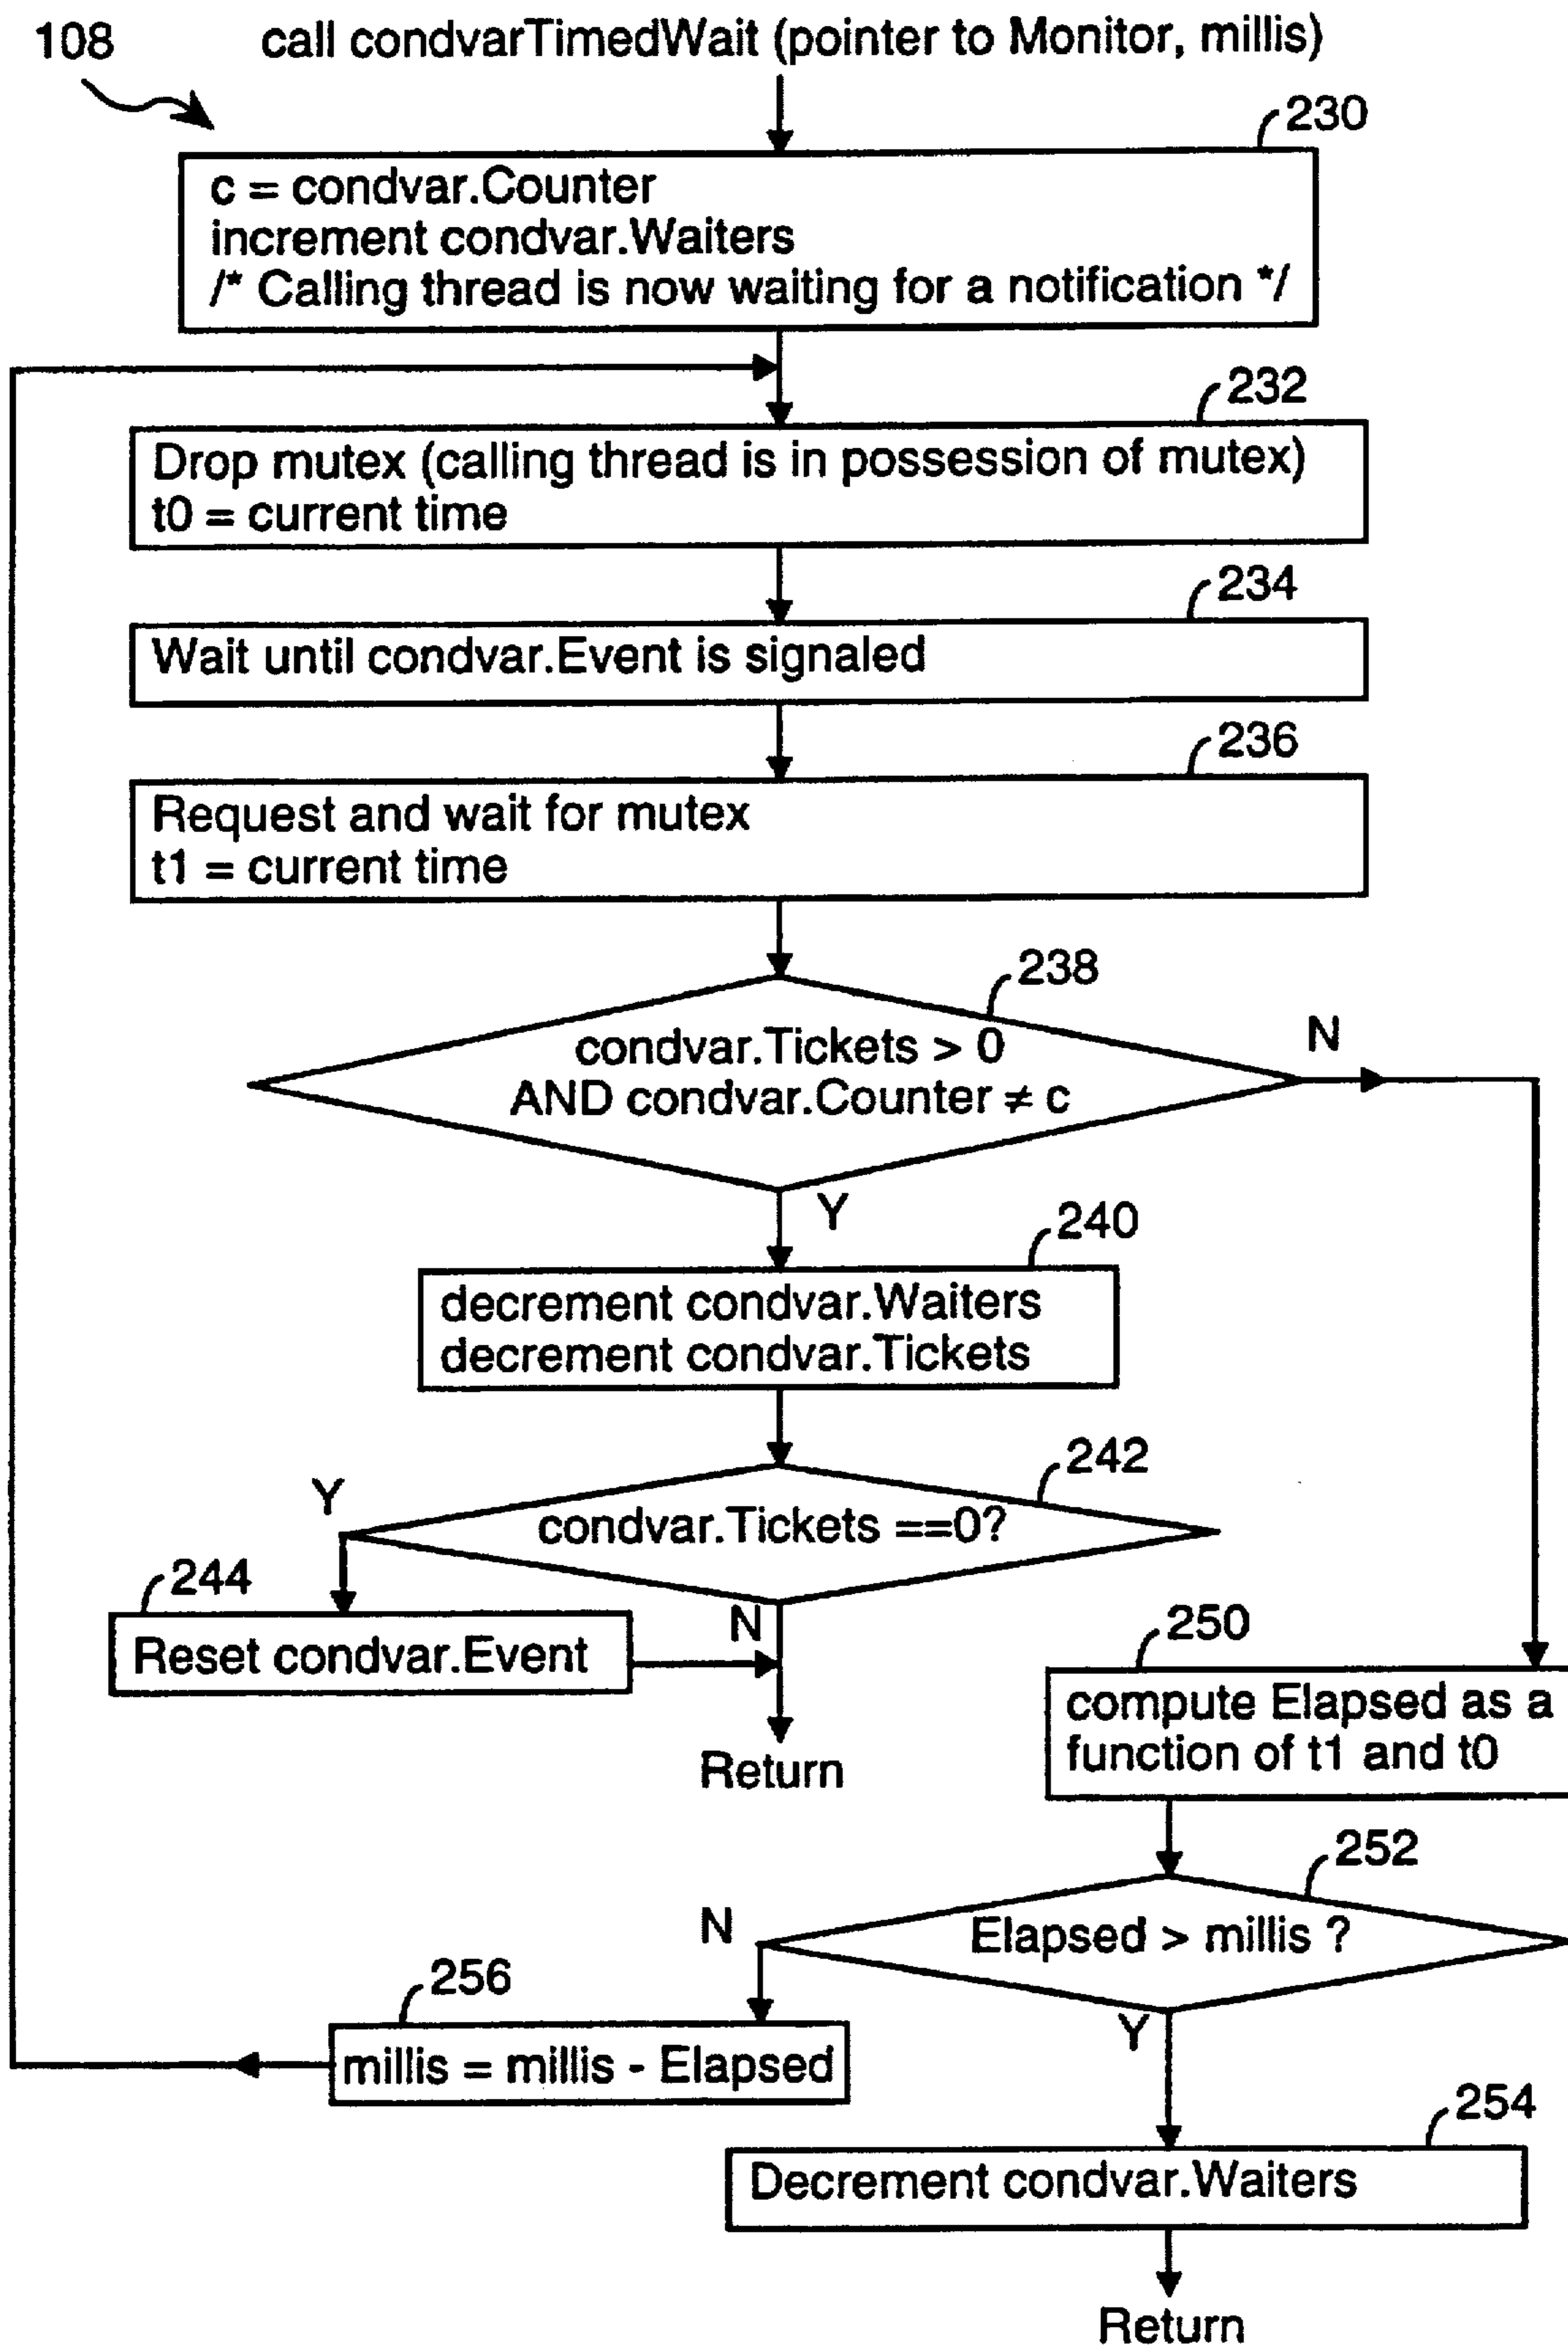 108
call condvarTimedWait (pointer to Monitor, millis)
230
c = condvar.Counter
increment condvar.Waiters
/* Calling thread is now waiting for a notification */
232
Drop mutex (calling thread is in possession of mutex)
t0 = current time
234
Wait until condvar.Event is signaled
236
Request and wait for mutex
t1 = current time
238
condvar.Tickets > 0
AND condvar.Counter ≠ c
N
Y
240
decrement condvar.Waiters
decrement condvar.Tickets
242
Y
condvar.Tickets ==0?
244
N
Reset condvar.Event
Return
250
compute Elapsed as a
function of t1 and t0
252
N
Elapsed > millis ?
256
Y
millis = millis - Elapsed
254
Decrement condvar.Waiters
Return